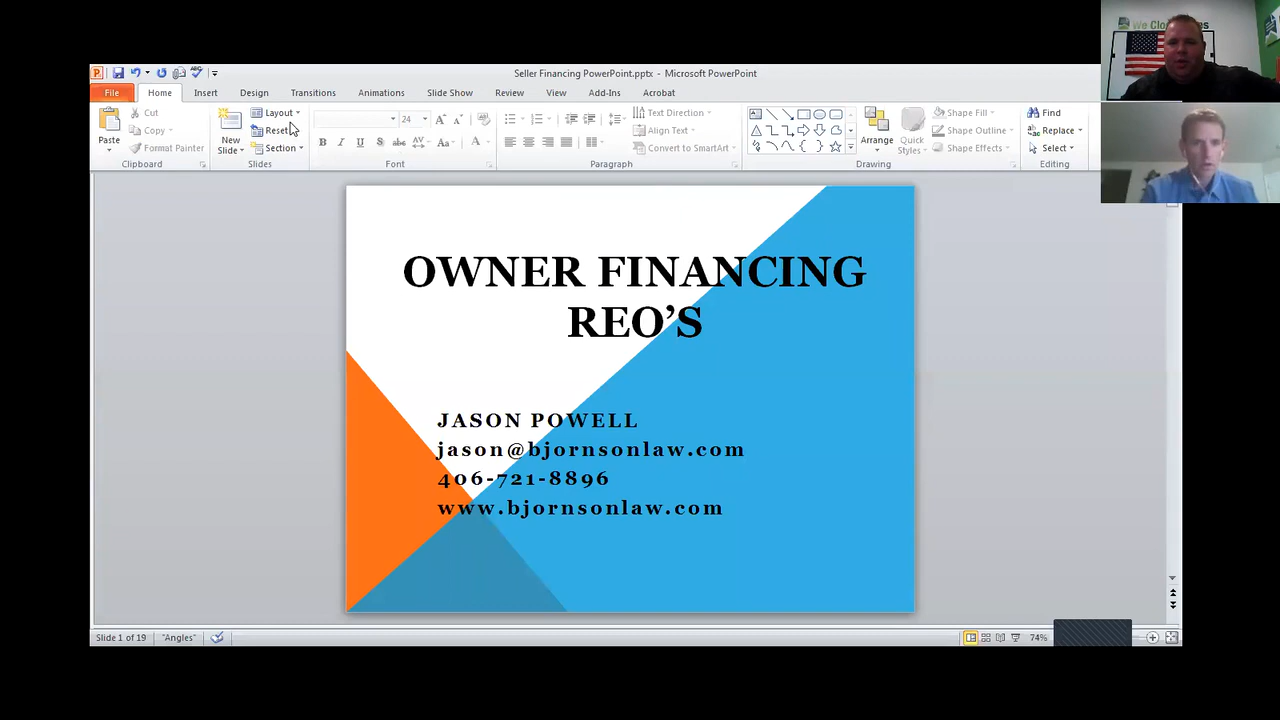 Seller Financing PowerPoint.pptx - Microsoft PowerPoint
File Home Insert Design Transitions Animations Slide Show Review View Add-Ins Acrobat
Paste
Cut
Copy
Format Painter
Clipboard
New Slide
Layout
Reset
Section
Slides
24
Font
Text Direction
Align Text
Convert to SmartArt
Paragraph
Arrange
Quick Styles
Shape Fill
Shape Outline
Shape Effects
Drawing
Find
Replace
Select
Editing
OWNER FINANCING
REO’S
JASON POWELL
jason@bjornsonlaw.com
406-721-8896
www.bjornsonlaw.com
Slide 1 of 19 "Angles" 74%